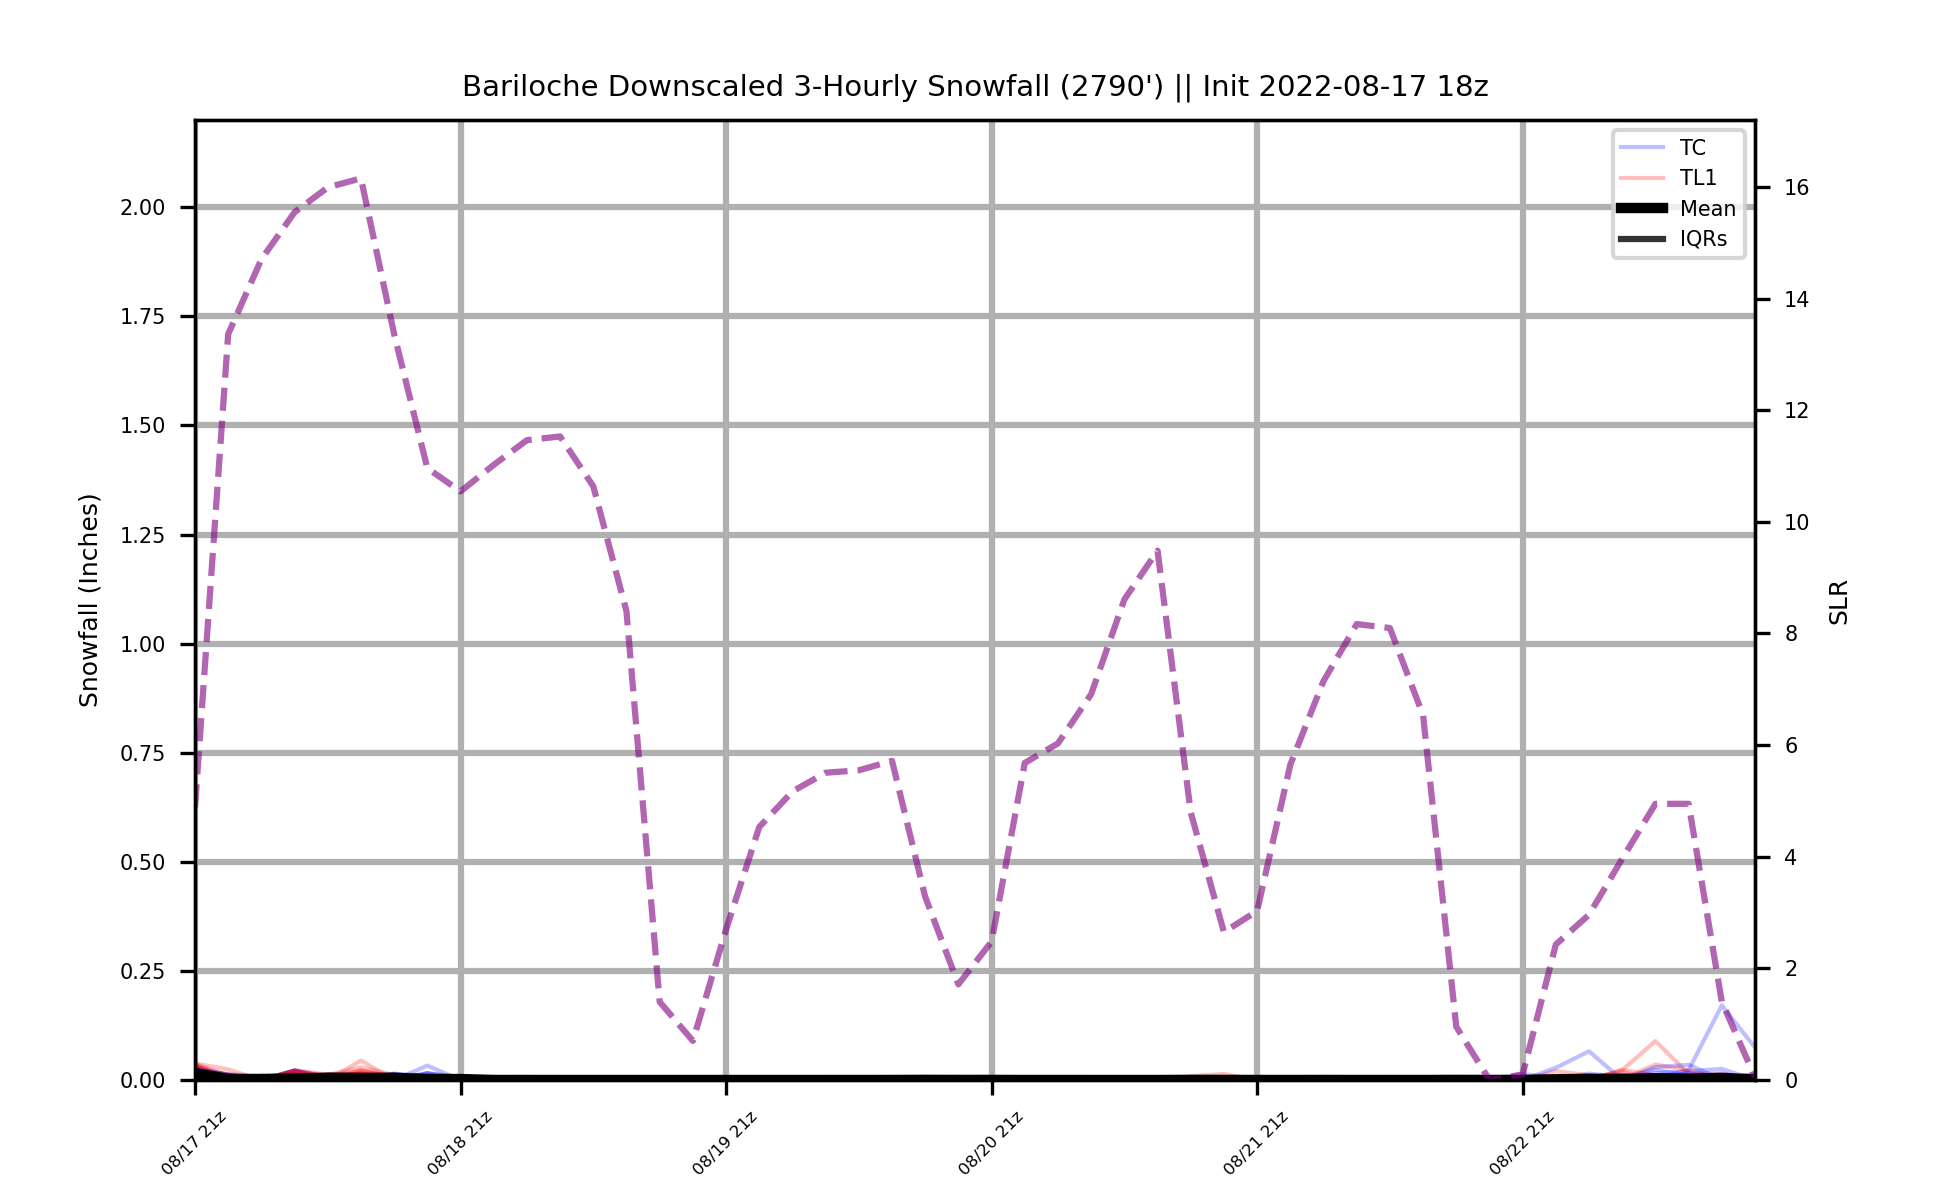 Bariloche Downscaled 3-Hourly Snowfall (2790') || Init 2022-08-17 18z
TC
TL1
Mean
IQRs
Snowfall (Inches)
2.00
1.75
1.50
1.25
1.00
0.75
0.50
0.25
0.00
16
14
12
10
8
6
4
2
0
SLR
08/17 21z
08/18 21z
08/19 21z
08/20 21z
08/21 21z
08/22 21z